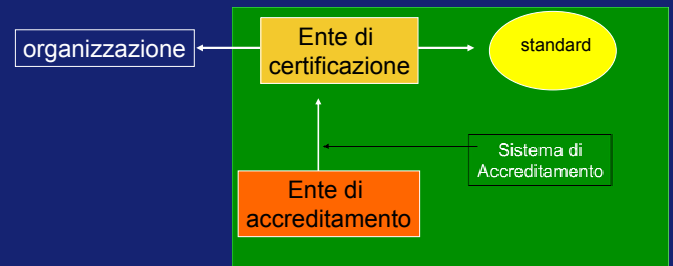 organizzazione
Ente di
certificazione
standard
Sistema di
Accreditamento
Ente di
accreditamento